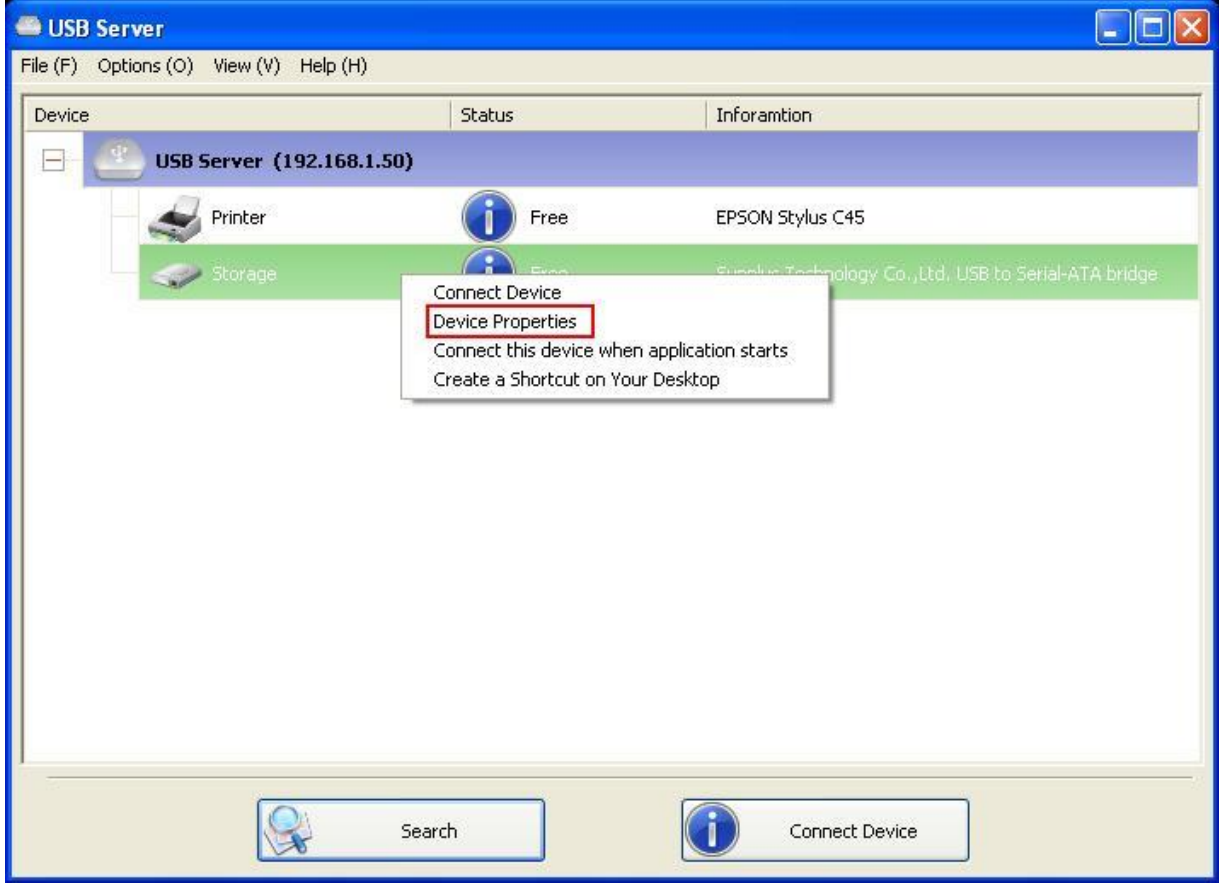 USB Server
File (F) Options (O) View (V) Help (H)
Device Status Inforamtion
USB Server (192.168.1.50)
Printer Free EPSON Stylus C45
Storage Free Sunplus Technology Co.,Ltd. USB to Serial-ATA bridge
Connect Device
Device Properties
Connect this device when application starts
Create a Shortcut on Your Desktop
Search Connect Device